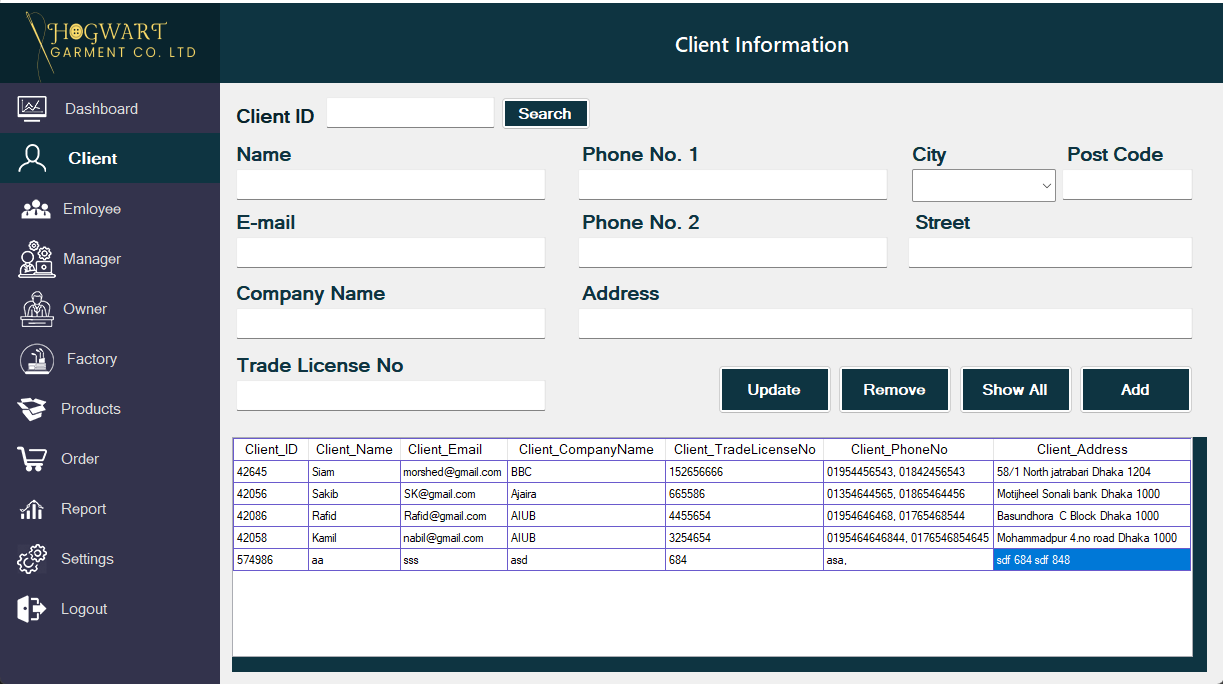 HOGWART
GARMENT CO. LTD
Client Information
Dashboard
Client
Emloyee
Manager
Owner
Factory
Products
Order
Report
Settings
Logout
Client ID Search
Name Phone No. 1 City Post Code
E-mail Phone No. 2 Street
Company Name Address
Trade License No
Update Remove Show All Add
Client_ID Client_Name Client_Email Client_CompanyName Client_TradeLicenseNo Client_PhoneNo Client_Address
42645 Siam morshed@gmail.com BBC 152656666 01954456543, 01842456543 58/1 North jatrabari Dhaka 1204
42056 Sakib SK@gmail.com Ajaira 665586 01354644565, 01865464456 Motijheel Sonali bank Dhaka 1000
42086 Rafid Rafid@gmail.com AIUB 4455654 01954646468, 01765468544 Basundhora C Block Dhaka 1000
42058 Kamil nabil@gmail.com AIUB 3254654 0195464646844, 0176546854645 Mohammadpur 4.no road Dhaka 1000
574986 aa sss asd 684 asa, sdf 684 sdf 848